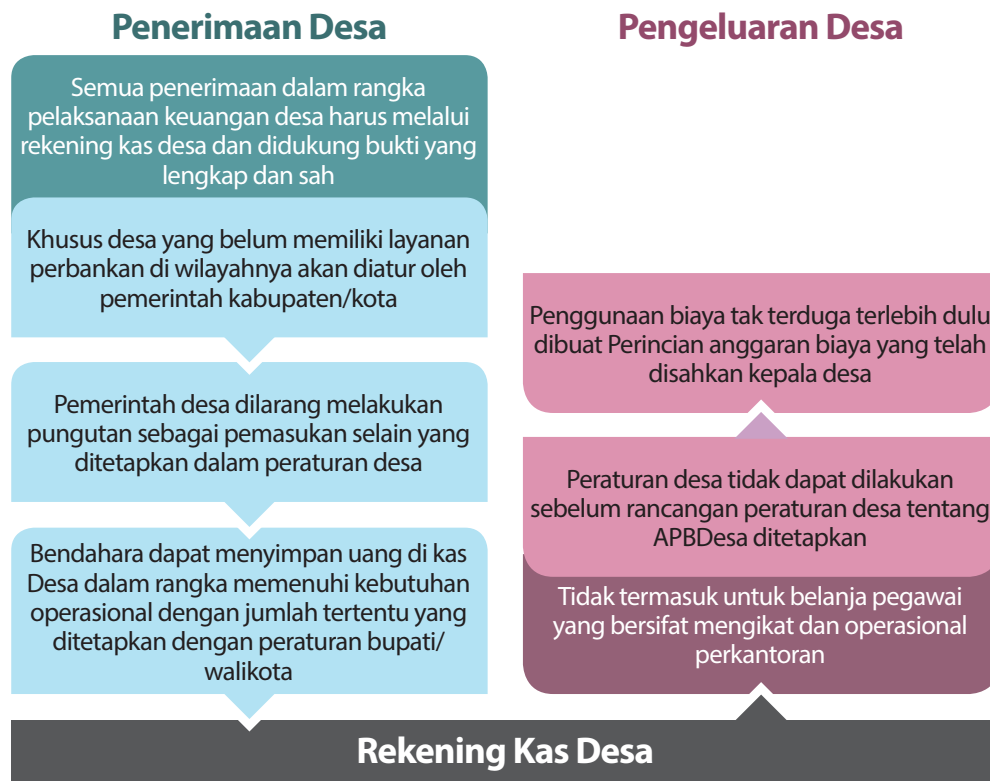 Penerimaan Desa
Semua penerimaan dalam rangka
pelaksanaan keuangan desa harus melalui
rekening kas desa dan didukung bukti yang
lengkap dan sah
Khusus desa yang belum memiliki layanan
perbankan di wilayahnya akan diatur oleh
pemerintah kabupaten/kota
Pemerintah desa dilarang melakukan
pungutan sebagai pemasukan selain yang
ditetapkan dalam peraturan desa
Bendahara dapat menyimpan uang di kas
Desa dalam rangka memenuhi kebutuhan
operasional dengan jumlah tertentu yang
ditetapkan dengan peraturan bupati/
walikota
Pengeluaran Desa
Penggunaan biaya tak terduga terlebih dulu
dibuat Perincian anggaran biaya yang telah
disahkan kepala desa
Peraturan desa tidak dapat dilakukan
sebelum rancangan peraturan desa tentang
APBDesa ditetapkan
Tidak termasuk untuk belanja pegawai
yang bersifat mengikat dan operasional
perkantoran
Rekening Kas Desa